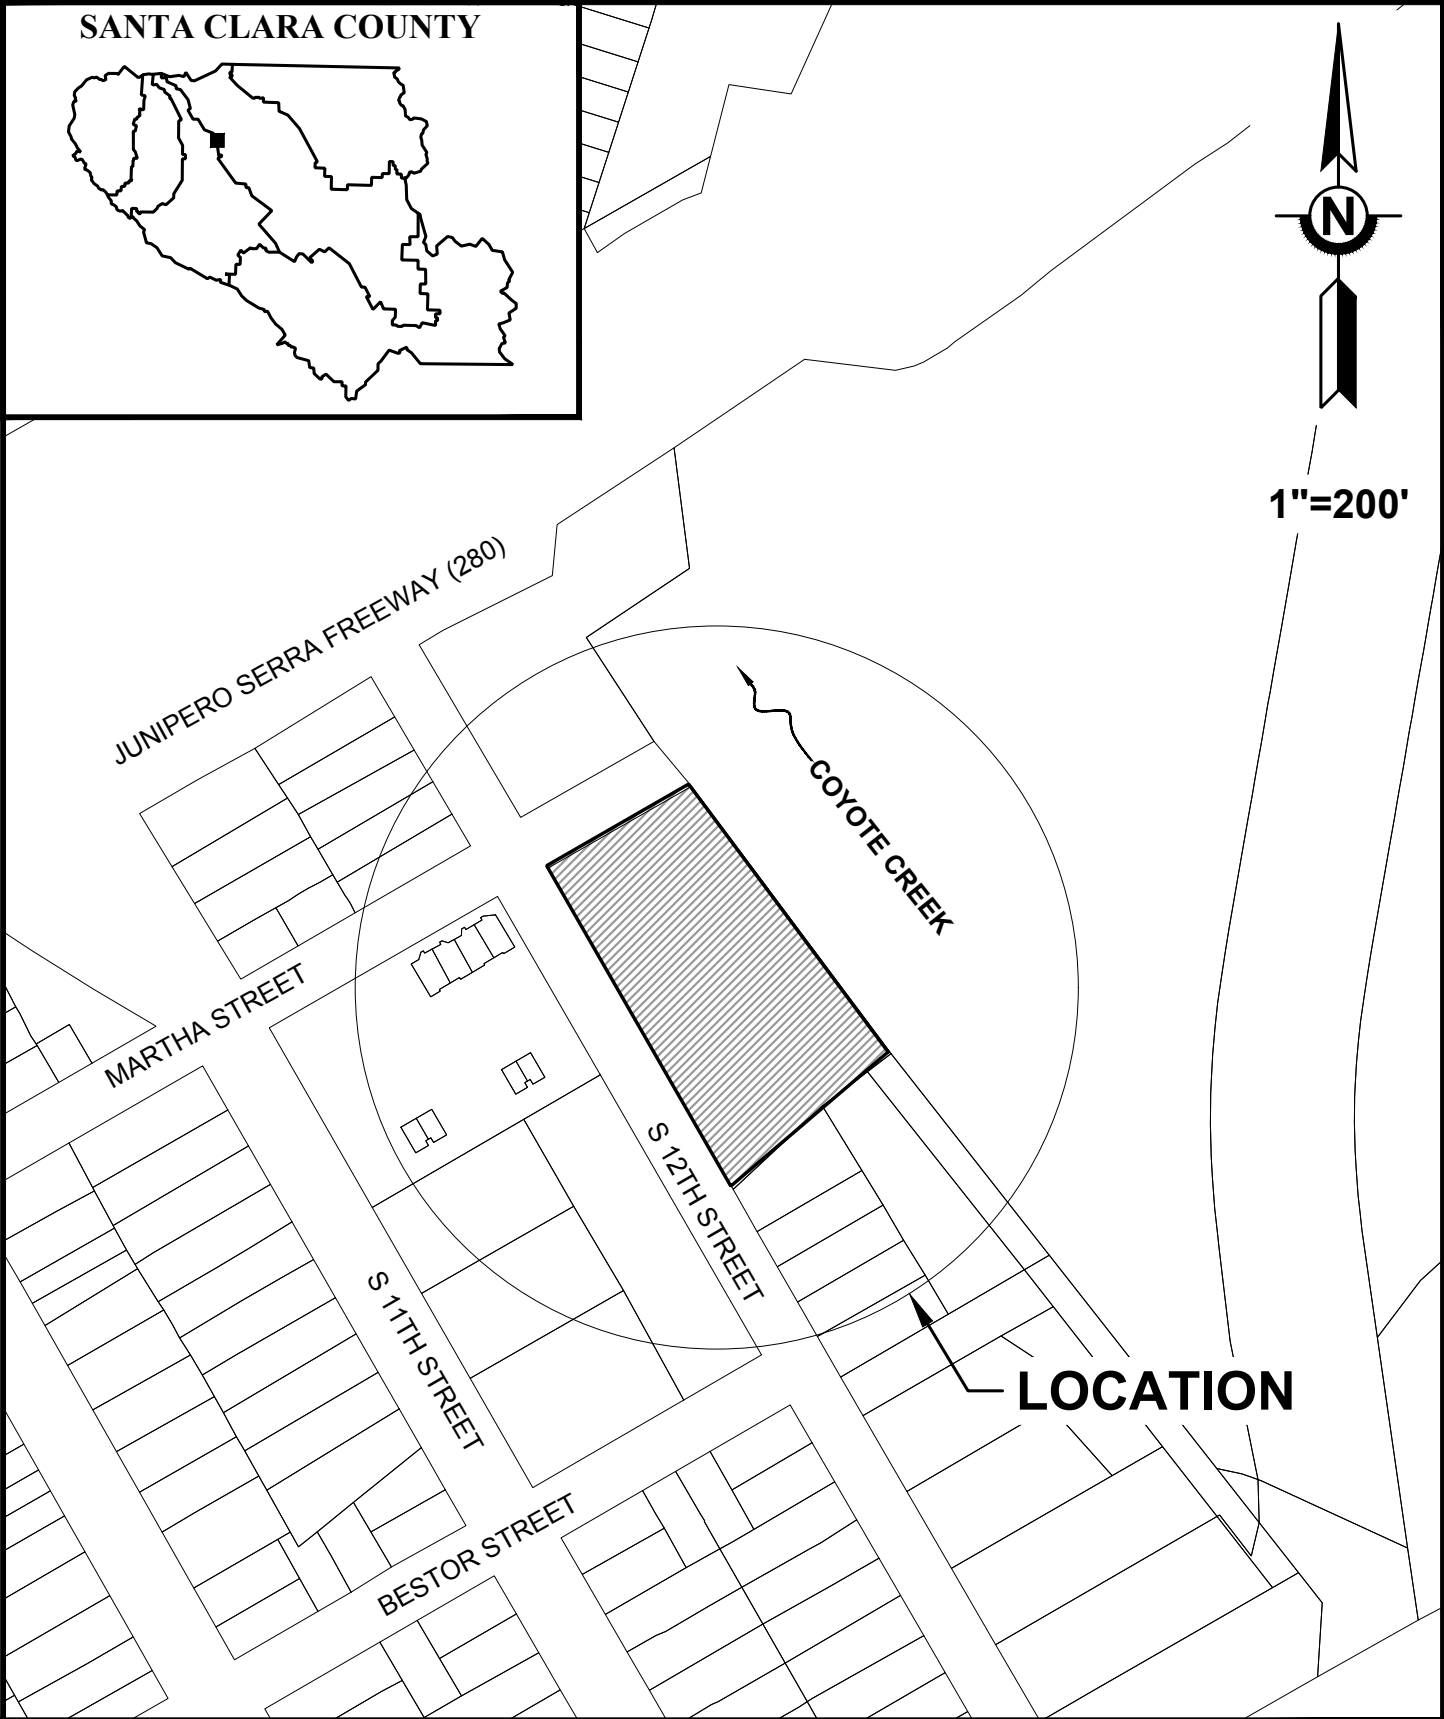 SANTA CLARA COUNTY
N
1"=200'
JUNIPERO SERRA FREEWAY (280)
COYOTE CREEK
MARTHA STREET
S 12TH STREET
S 11TH STREET
LOCATION
BESTOR STREET